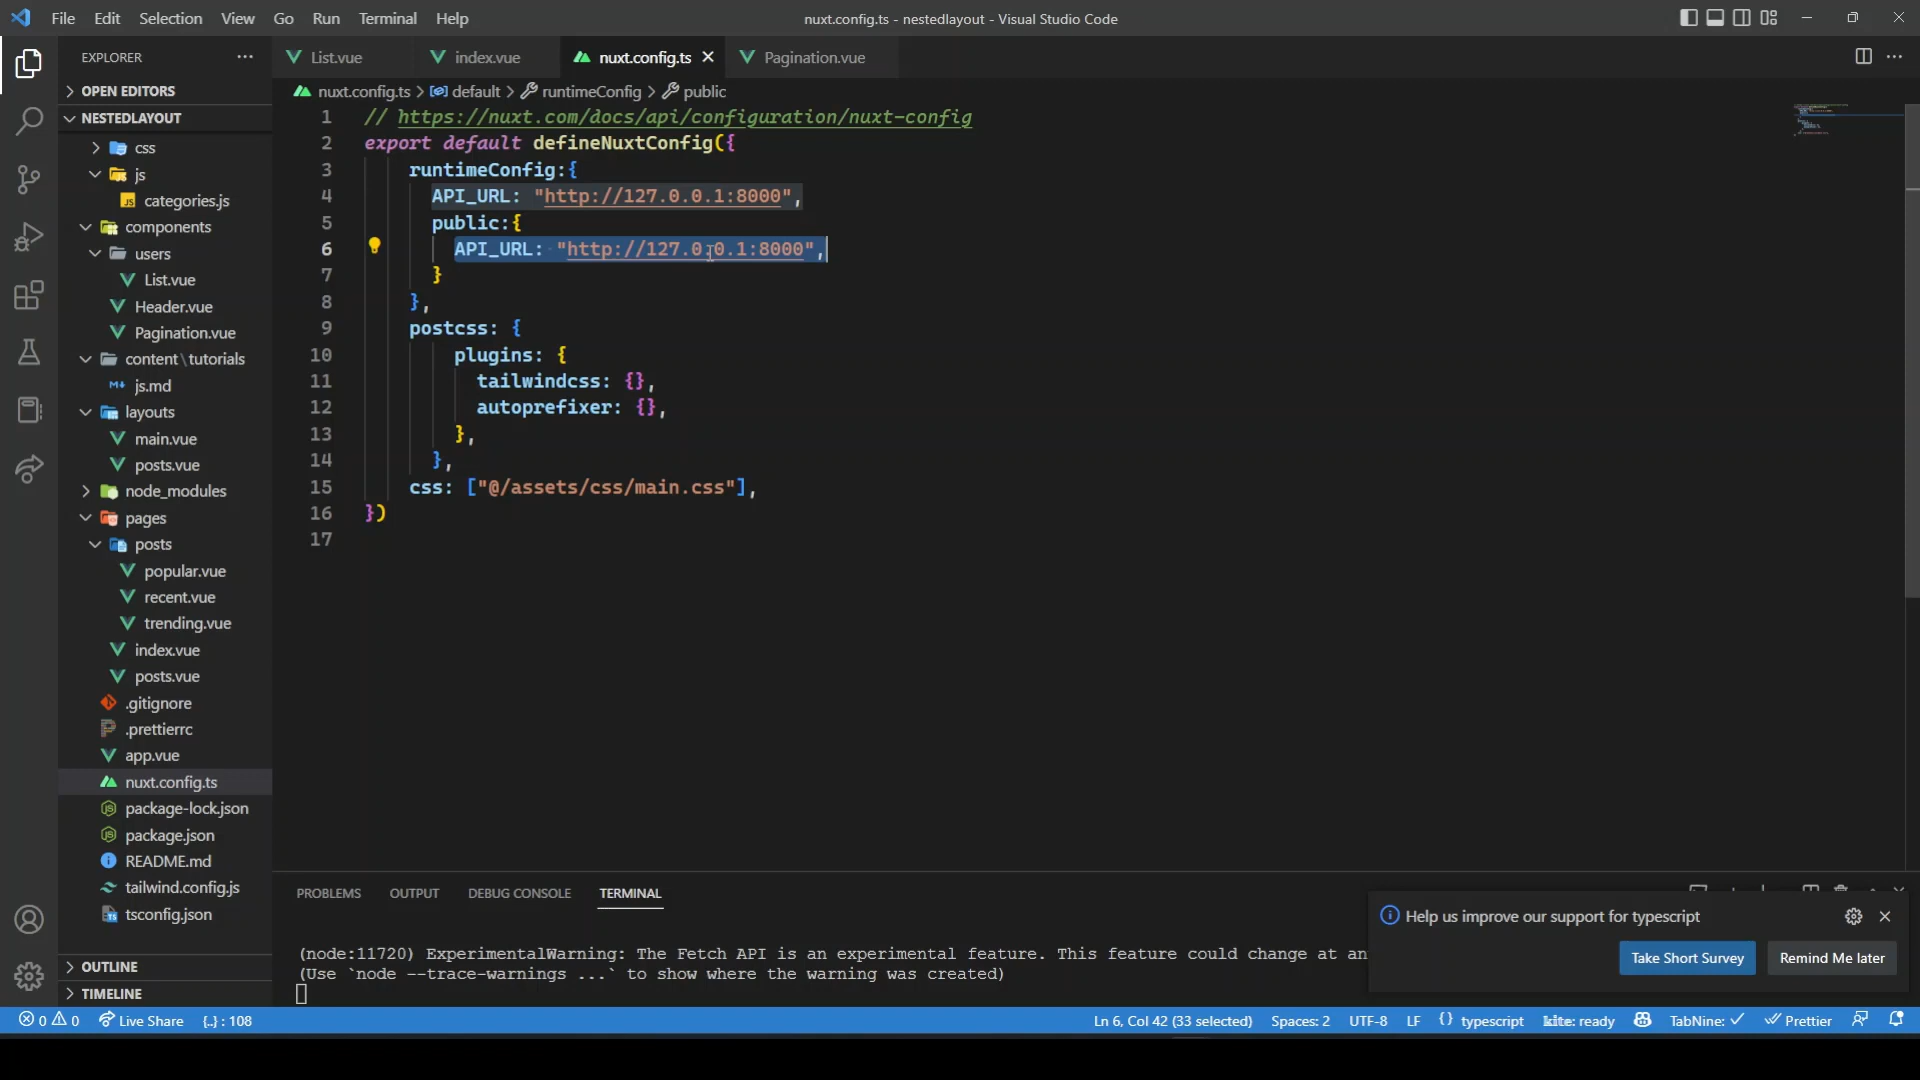 File Edit Selection View Go Run Terminal Help
nuxt.config.ts - nestedlayout - Visual Studio Code
EXPLORER
List.vue
index.vue
nuxt.config.ts
Pagination.vue
OPEN EDITORS
nuxt.config.ts > default > runtimeConfig > public
NESTEDLAYOUT
css
js
categories.js
components
users
List.vue
Header.vue
Pagination.vue
content\tutorials
js.md
layouts
main.vue
posts.vue
node_modules
pages
posts
popular.vue
recent.vue
trending.vue
index.vue
posts.vue
.gitignore
.prettierrc
app.vue
nuxt.config.ts
package-lock.json
package.json
README.md
tailwind.config.js
tsconfig.json
OUTLINE
TIMELINE
1 // https://nuxt.com/docs/api/configuration/nuxt-config
2 export default defineNuxtConfig({
3 runtimeConfig:{
4 API_URL: "http://127.0.0.1:8000",
5 public:{
6 API_URL: "http://127.0.0.1:8000",
7 }
8 },
9 postcss: {
10 plugins: {
11 tailwindcss: {},
12 autoprefixer: {},
13 },
14 },
15 css: ["@/assets/css/main.css"],
16 })
17
PROBLEMS OUTPUT DEBUG CONSOLE TERMINAL
(node:11720) ExperimentalWarning: The Fetch API is an experimental feature. This feature could change at an
(Use `node --trace-warnings ...` to show where the warning was created)
Help us improve our support for typescript
Take Short Survey
Remind Me later
0 0 Live Share {..} : 108
Ln 6, Col 42 (33 selected) Spaces: 2 UTF-8 LF {} typescript kite: ready TabNine: Prettier